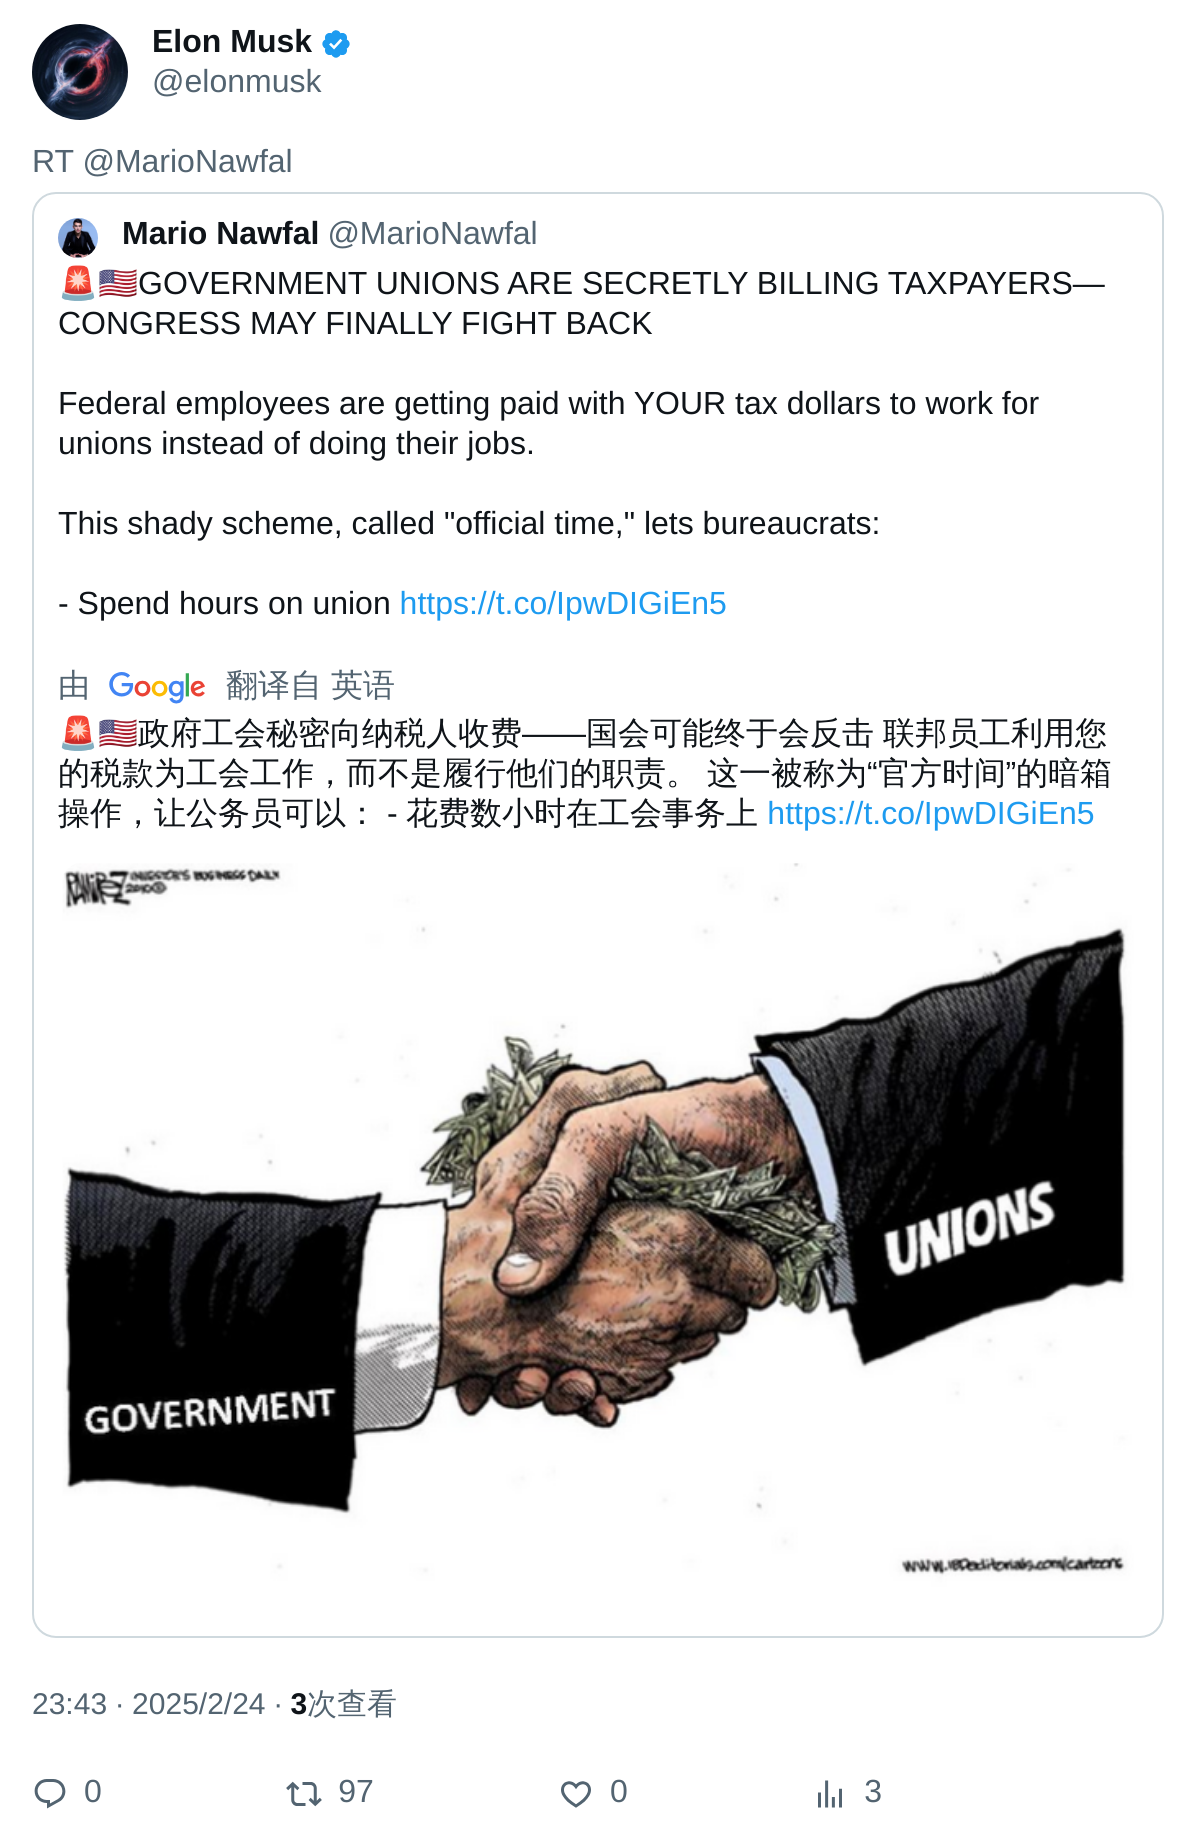 Elon Musk
@elonmusk
RT @MarioNawfal
Mario Nawfal @MarioNawfal
🚨🇺🇸GOVERNMENT UNIONS ARE SECRETLY BILLING TAXPAYERS—
CONGRESS MAY FINALLY FIGHT BACK
Federal employees are getting paid with YOUR tax dollars to work for
unions instead of doing their jobs.
This shady scheme, called "official time," lets bureaucrats:
- Spend hours on union https://t.co/IpwDIGiEn5
由 Google 翻译自 英语
🚨🇺🇸政府工会秘密向纳税人收费——国会可能终于会反击 联邦员工利用您
的税款为工会工作，而不是履行他们的职责。 这一被称为“官方时间”的暗箱
操作，让公务员可以： - 花费数小时在工会事务上 https://t.co/IpwDIGiEn5
RAMIREZ INVESTOR'S BUSINESS DAILY
2010©
UNIONS
GOVERNMENT
www.IBDeditorials.com/cartoons
23:43 · 2025/2/24 · 3次查看
0 97 0 3